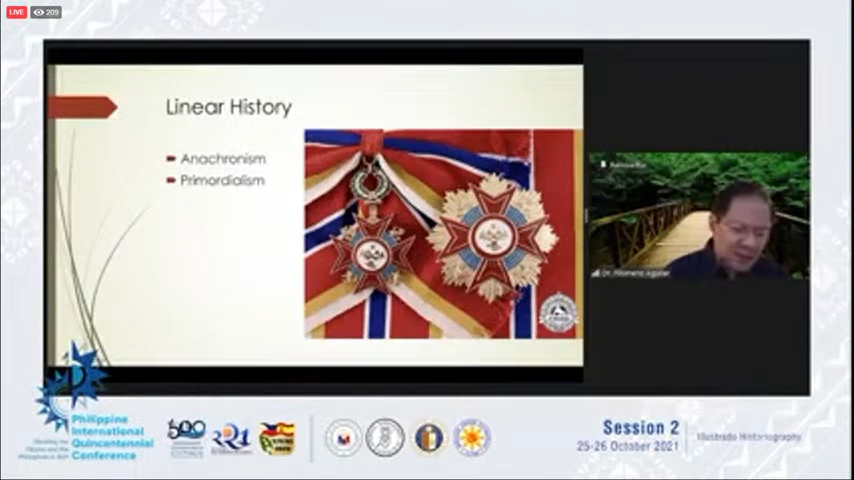 LIVE 209
Linear History
Anachronism
Primordialism
Dr. Filomeno Aguilar
Philippine
International
Quincentennial
Conference
500
Session 2
25-26 October 2021
Illustrado Historiography